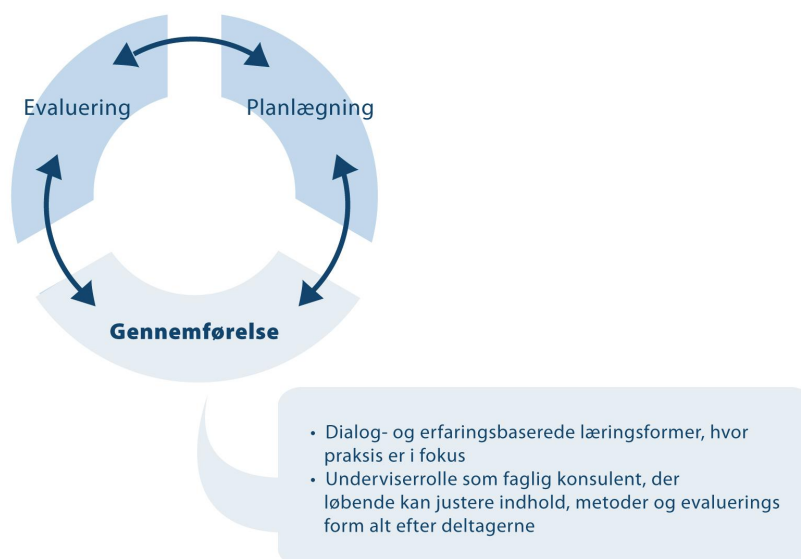 Evaluering
Planlægning
Gennemførelse
• Dialog- og erfaringsbaserede læringsformer, hvor
praksis er i fokus
• Underviserrolle som faglig konsulent, der
løbende kan justere indhold, metoder og evaluerings
form alt efter deltagerne